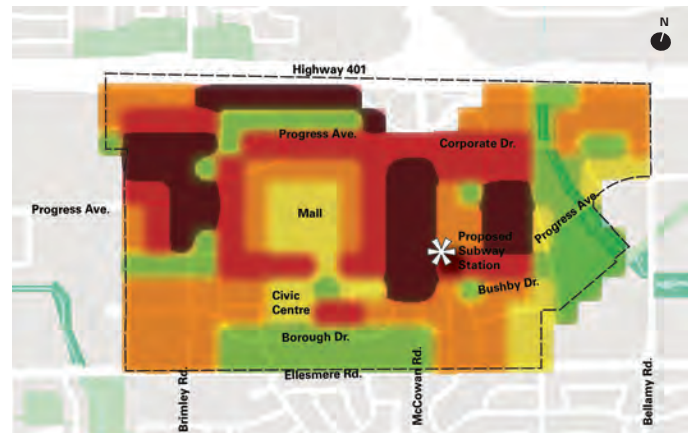 N
Highway 401
Progress Ave.
Corporate Dr.
Progress Ave.
Mall
Progress Ave.
Proposed
Subway
Station
Bushby Dr.
Civic
Centre
Borough Dr.
Ellesmere Rd.
Brimley Rd.
McCowan Rd.
Bellamy Rd.